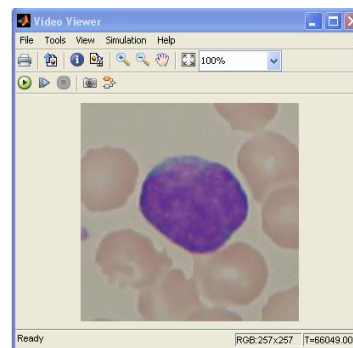 Video Viewer
File Tools View Simulation Help
100%
Ready RGB:257x257 T=66049.00